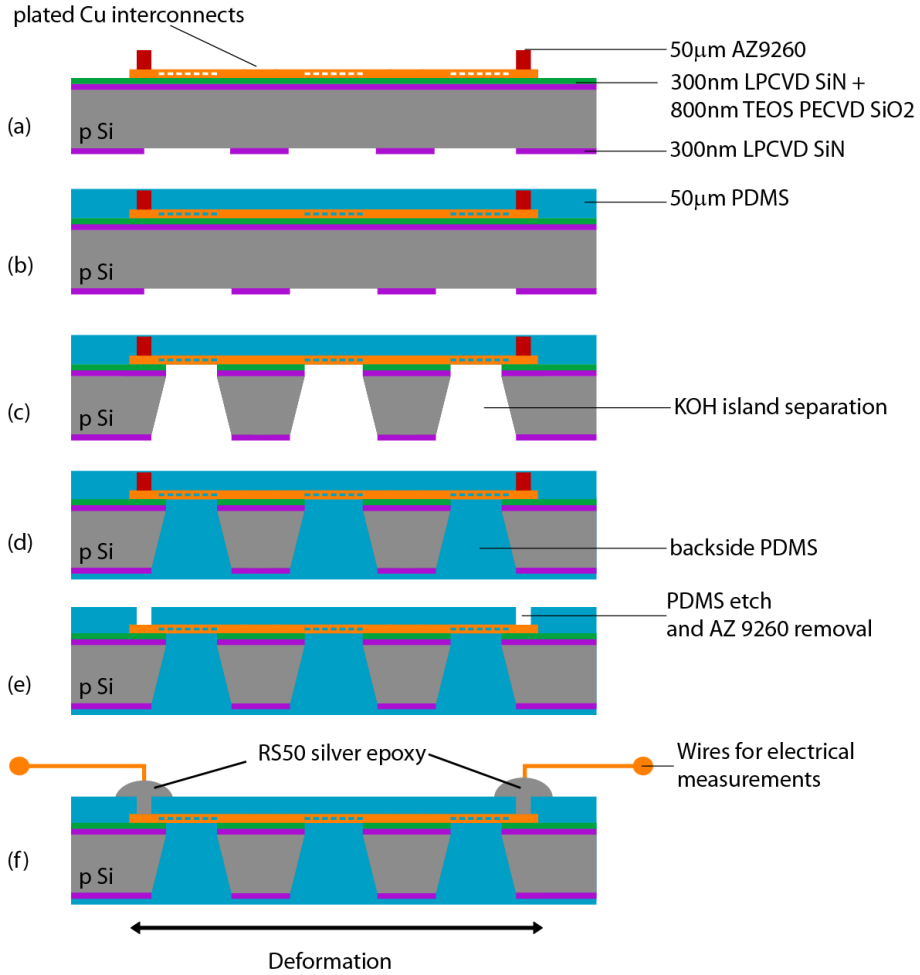 plated Cu interconnects
50μm AZ9260
300nm LPCVD SiN +
800nm TEOS PECVD SiO2
(a)
p Si
300nm LPCVD SiN
50μm PDMS
(b)
p Si
(c)
p Si
KOH island separation
(d)
p Si
backside PDMS
PDMS etch
and AZ 9260 removal
(e)
p Si
RS50 silver epoxy
Wires for electrical
measurements
(f)
p Si
Deformation